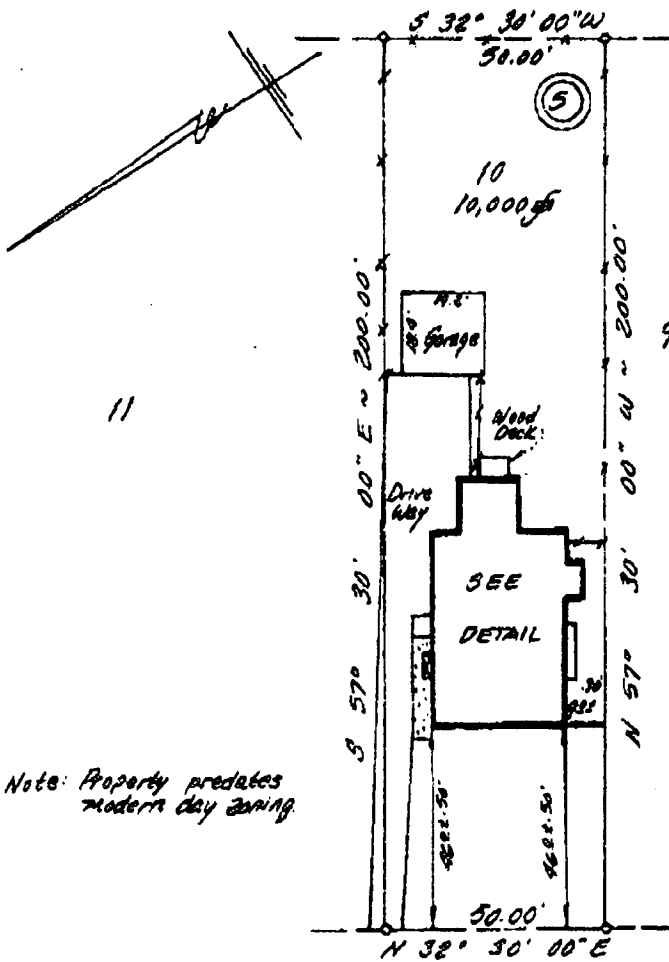 S 32° 30' 00" W
50.00'
5
10
10,000 sf
S 57° 30' 00" E ~ 200.00'
N 57° 30' 00" W ~ 200.00'
9
11
Garage
Wood
Deck
Drive
Way
SEE
DETAIL
Note: Property predates
modern day zoning.
50.00'
N 32° 30' 00" E